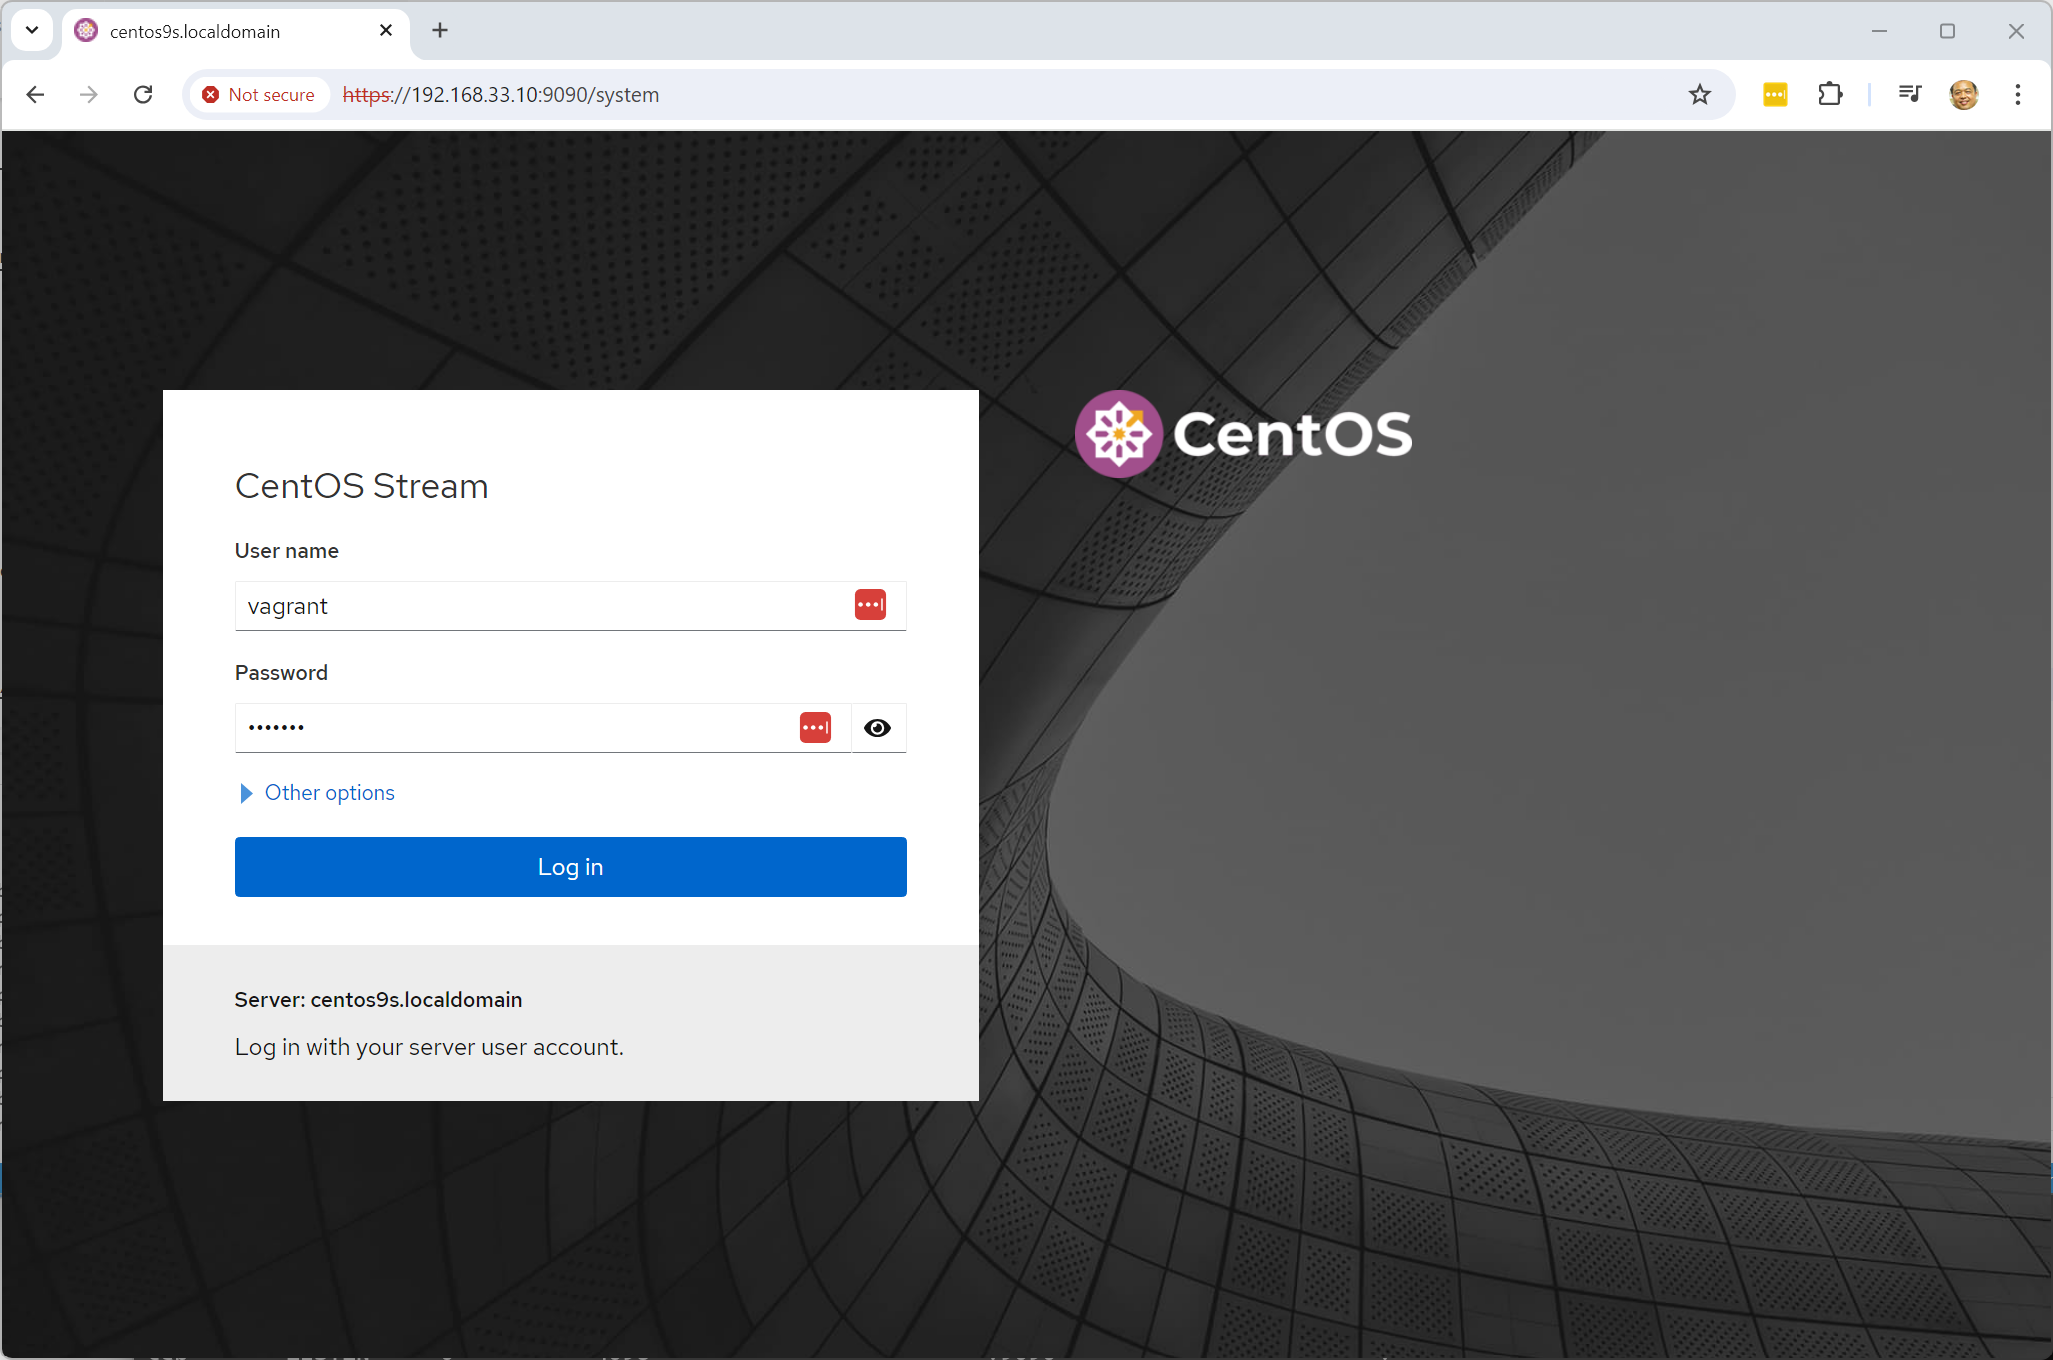 centos9s.localdomain
Not secure
https://192.168.33.10:9090/system
CentOS
CentOS Stream
User name
vagrant
Password
•••••••
Other options
Log in
Server: centos9s.localdomain
Log in with your server user account.